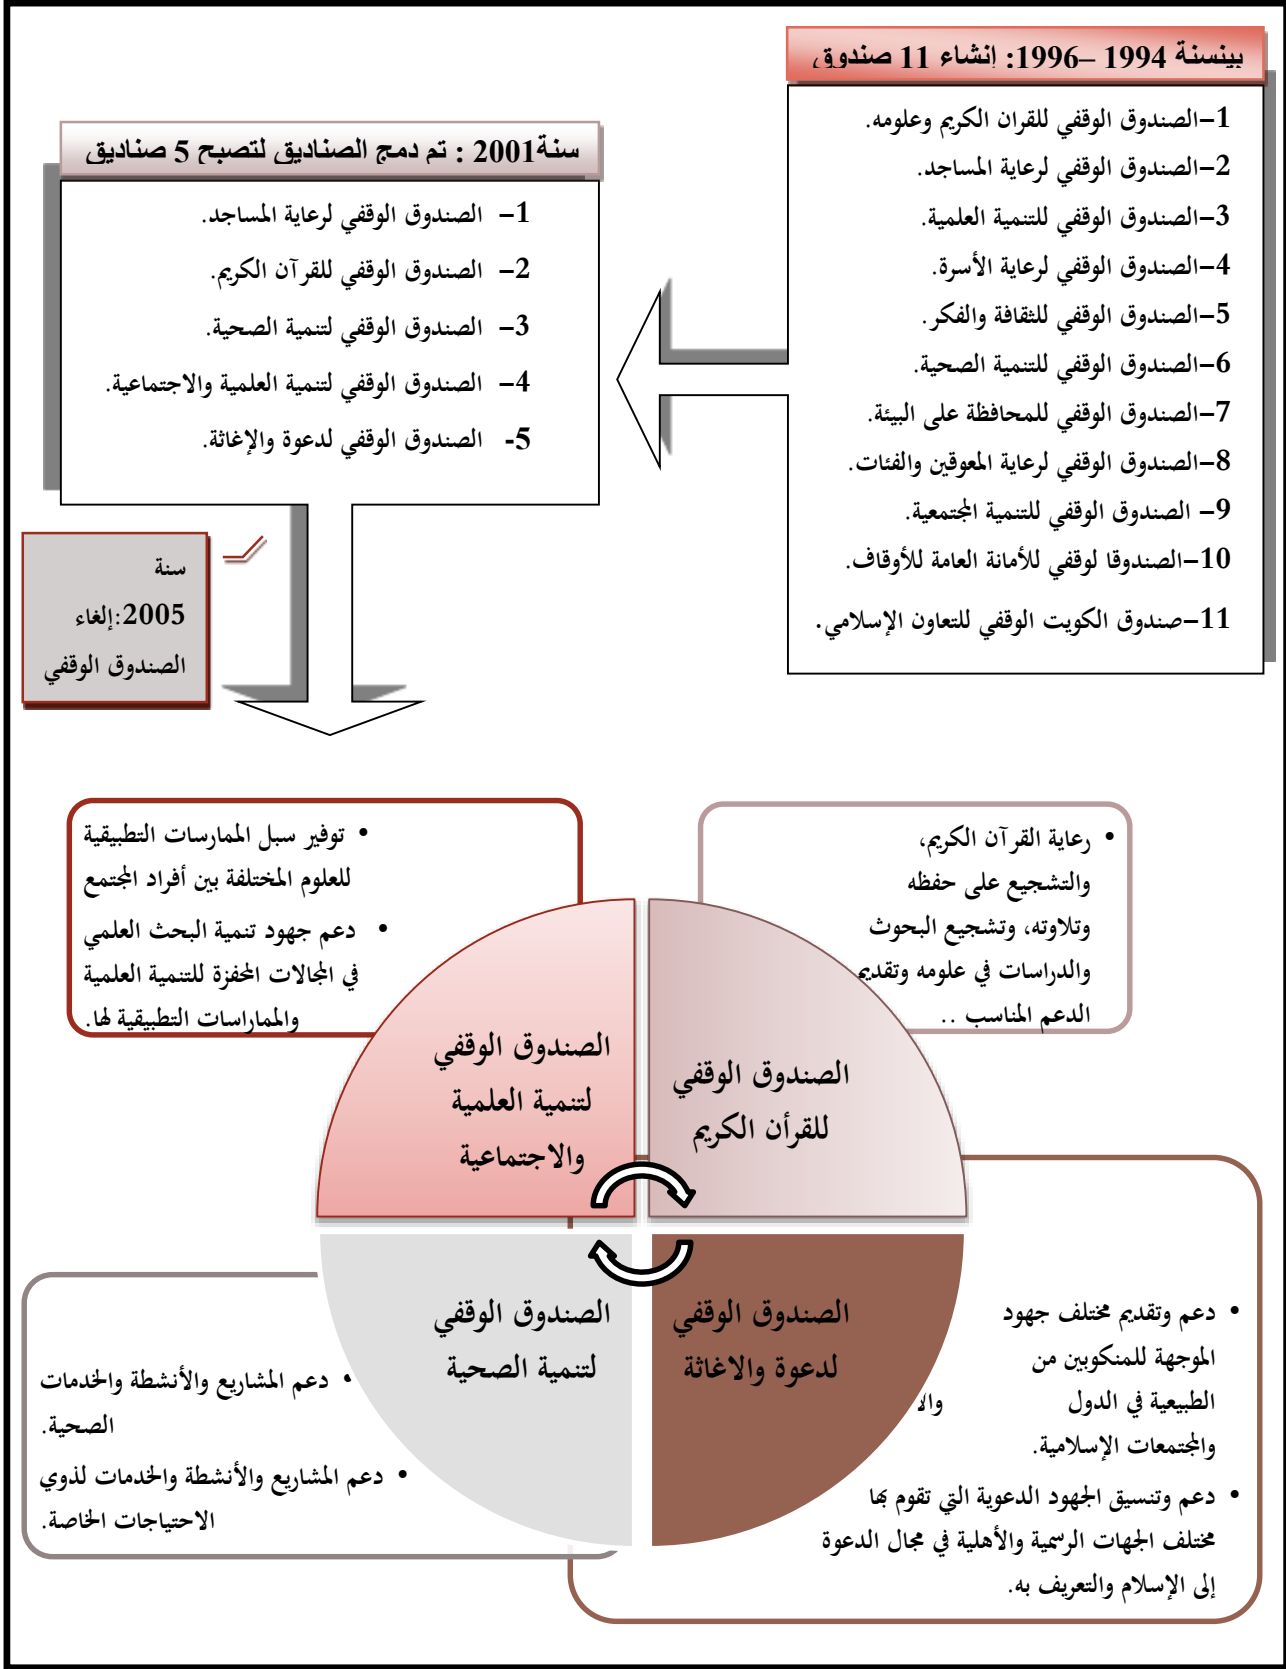 بينسنة 1994 –1996: إنشاء 11 صندوق
1–الصندوق الوقفي للقران الكريم وعلومه.
2–الصندوق الوقفي لرعاية المساجد.
3–الصندوق الوقفي للتنمية العلمية.
4–الصندوق الوقفي لرعاية الأسرة.
5–الصندوق الوقفي للثقافة والفكر.
6–الصندوق الوقفي للتنمية الصحية.
7–الصندوق الوقفي للمحافظة على البيئة.
8–الصندوق الوقفي لرعاية المعوقين والفئات.
9– الصندوق الوقفي للتنمية المجتمعية.
10–الصندوقا لوقفي للأمانة العامة للأوقاف.
11–صندوق الكويت الوقفي للتعاون الإسلامي.
سنة2001 : تم دمج الصناديق لتصبح 5 صناديق
1– الصندوق الوقفي لرعاية المساجد.
2– الصندوق الوقفي للقرآن الكريم.
3– الصندوق الوقفي لتنمية الصحية.
4– الصندوق الوقفي لتنمية العلمية والاجتماعية.
5- الصندوق الوقفي لدعوة والإغاثة.
سنة
2005:إلغاء
الصندوق الوقفي
• رعاية القرآن الكريم،
والتشجيع على حفظه
وتلاوته، وتشجيع البحوث
والدراسات في علومه وتقديم
الدعم المناسب ..
• توفير سبل الممارسات التطبيقية
للعلوم المختلفة بين أفراد المجتمع
• دعم جهود تنمية البحث العلمي
في المجالات المحفزة للتنمية العلمية
والمماراسات التطبيقية لها.
الصندوق الوقفي
للقرأن الكريم
الصندوق الوقفي
لتنمية العلمية
والاجتماعية
الصندوق الوقفي
لدعوة والاغاثة
الصندوق الوقفي
لتنمية الصحية
• دعم وتقديم مختلف جهود
الموجهة للمنكوبين من
الطبيعية في الدول
والمجتمعات الإسلامية.
• دعم وتنسيق الجهود الدعوية التي تقوم بها
مختلف الجهات الرسمية والأهلية في مجال الدعوة
إلى الإسلام والتعريف به.
• دعم المشاريع والأنشطة والخدمات
الصحية.
• دعم المشاريع والأنشطة والخدمات لذوي
الاحتياجات الخاصة.